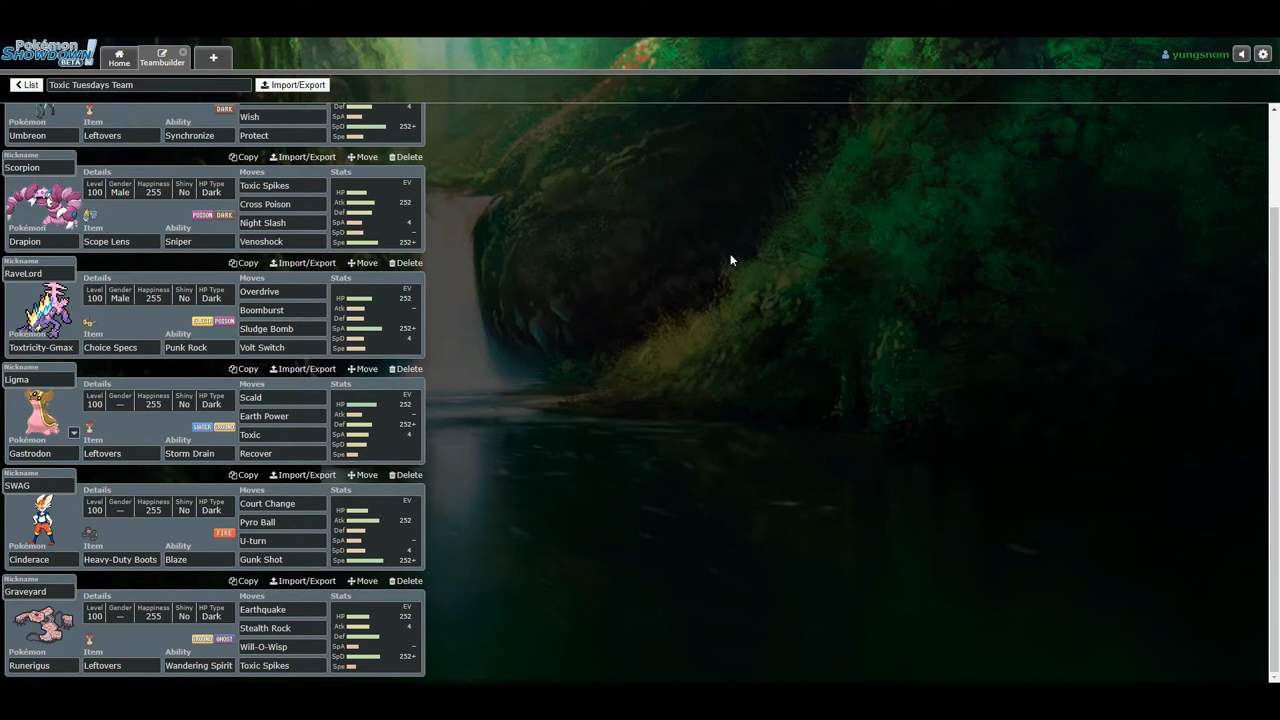 Pokémon SHOWDOWN! BETA
Home
Teambuilder
+
yungsnom
List
Toxic Tuesdays Team
Import/Export
DARK
Wish
Def 4
SpA
SpD 252+
Spe
Pokémon Item Ability
Umbreon Leftovers Synchronize Protect
Nickname
Scorpion
Copy Import/Export Move Delete
Details Moves Stats
Level Gender Happiness Shiny HP Type
100 Male 255 No Dark
POISON DARK
Toxic Spikes
Cross Poison
Night Slash
Venoshock
EV
HP
Atk 252
Def
SpA 4
SpD –
Spe 252+
Pokémon Item Ability
Drapion Scope Lens Sniper
Nickname
RaveLord
Copy Import/Export Move Delete
Details Moves Stats
Level Gender Happiness Shiny HP Type
100 Male 255 No Dark
ELECTR POISON
Overdrive
Boomburst
Sludge Bomb
Volt Switch
EV
HP 252
Atk –
Def
SpA 252+
SpD 4
Spe
Pokémon Item Ability
Toxtricity-Gmax Choice Specs Punk Rock
Nickname
Ligma
Copy Import/Export Move Delete
Details Moves Stats
Level Gender Happiness Shiny HP Type
100 — 255 No Dark
WATER GROUND
Scald
Earth Power
Toxic
Recover
EV
HP 252
Atk –
Def 252+
SpA 4
SpD
Spe
Pokémon Item Ability
Gastrodon Leftovers Storm Drain
Nickname
SWAG
Copy Import/Export Move Delete
Details Moves Stats
Level Gender Happiness Shiny HP Type
100 — 255 No Dark
FIRE
Court Change
Pyro Ball
U-turn
Gunk Shot
EV
HP
Atk 252
Def
SpA –
SpD 4
Spe 252+
Pokémon Item Ability
Cinderace Heavy-Duty Boots Blaze
Nickname
Graveyard
Copy Import/Export Move Delete
Details Moves Stats
Level Gender Happiness Shiny HP Type
100 — 255 No Dark
GROUND GHOST
Earthquake
Stealth Rock
Will-O-Wisp
Toxic Spikes
EV
HP 252
Atk 4
Def
SpA –
SpD 252+
Spe
Pokémon Item Ability
Runerigus Leftovers Wandering Spirit